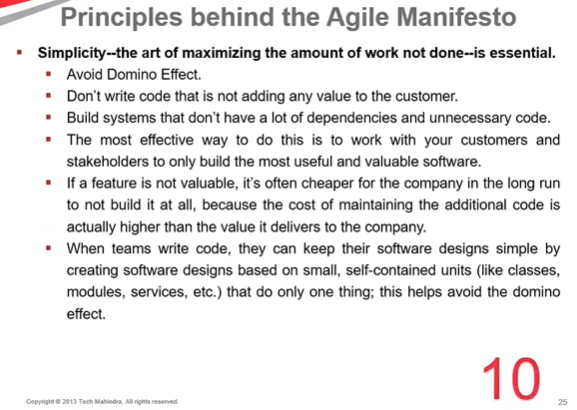 Principles behind the Agile Manifesto
Simplicity--the art of maximizing the amount of work not done--is essential.
Avoid Domino Effect.
Don't write code that is not adding any value to the customer.
Build systems that don't have a lot of dependencies and unnecessary code.
The most effective way to do this is to work with your customers and
stakeholders to only build the most useful and valuable software.
If a feature is not valuable, it's often cheaper for the company in the long run
to not build it at all, because the cost of maintaining the additional code is
actually higher than the value it delivers to the company.
When teams write code, they can keep their software designs simple by
creating software designs based on small, self-contained units (like classes,
modules, services, etc.) that do only one thing; this helps avoid the domino
effect.
10
Copyright © 2013 Tech Mahindra. All rights reserved.
25